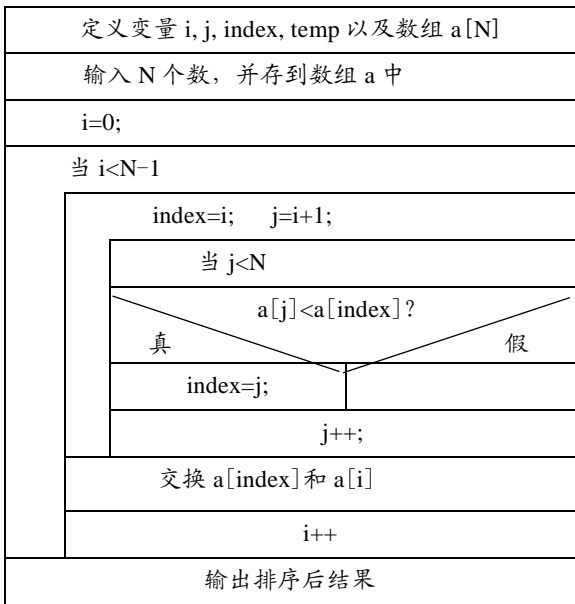 定义变量 i, j, index, temp 以及数组 a[N]
输入 N 个数，并存到数组 a 中
i=0;
当 i<N-1
index=i; j=i+1;
当 j<N
a[j]<a[index]?
真 假
index=j;
j++;
交换 a[index]和 a[i]
i++
输出排序后结果